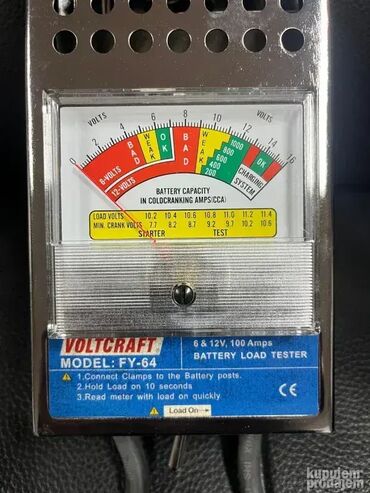 VOLTS VOLTS
0 2 4 6 8 10 12 14 16
BAD WEAK OK BAD WEAK 1000 800 600 400 200 OK
6-VOLTS
12-VOLTS
CHARGING SYSTEM
BATTERY CAPACITY
IN COLDCRANKING AMPS(CCA)
LOAD VOLTS 10.2 10.4 10.6 10.8 11.0 11.2 11.4
MIN. CRANK VOLTS 7.7 8.2 8.7 9.2 9.7 10.2 10.6
STARTER TEST
VOLTCRAFT
MODEL: FY-64
6 & 12V, 100 Amps
BATTERY LOAD TESTER
1.Connect Clamps to the Battery posts.
2.Hold Load on 10 seconds
3.Read meter with load on quickly.
CE
Load On
kupujem
prodajem